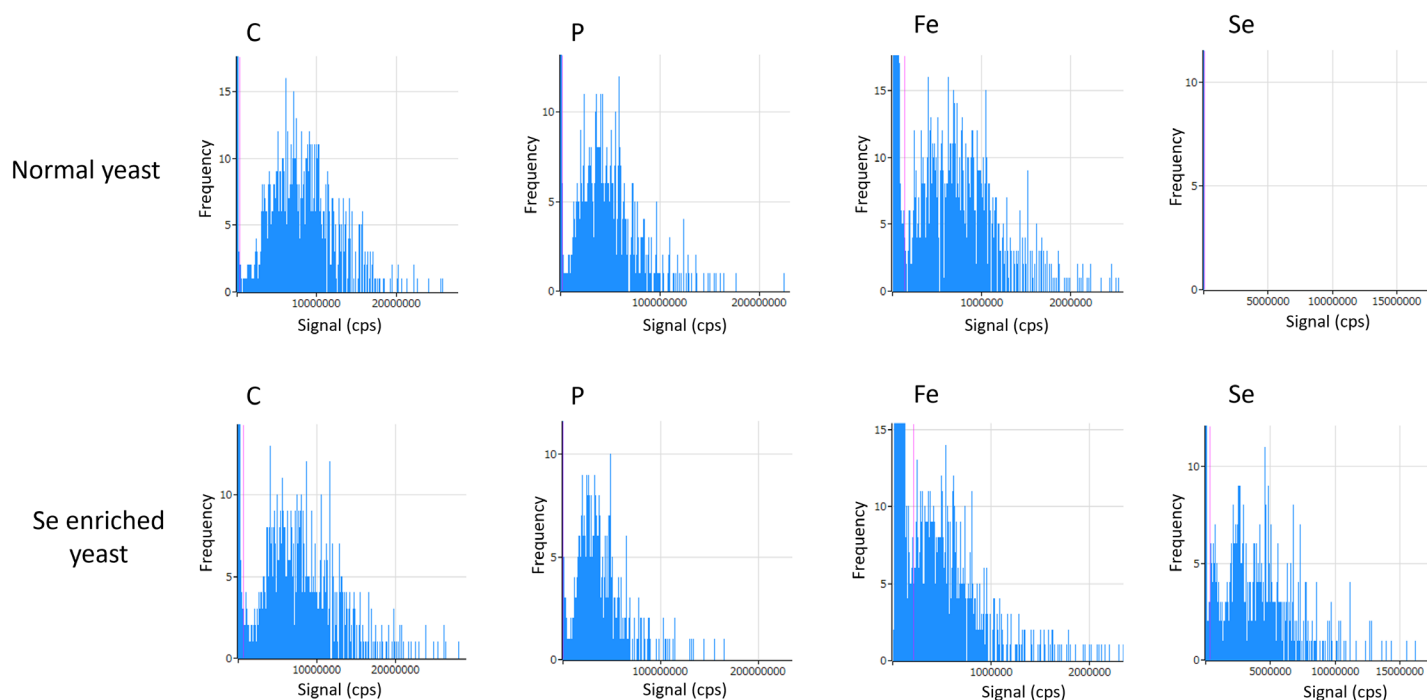 C P Fe Se
Normal yeast
Frequency Frequency Frequency Frequency
15 10 5 0
10 5 0
15 10 5 0
10 5 0
10000000 20000000
100000000 200000000
1000000 2000000
5000000 10000000 15000000
Signal (cps) Signal (cps) Signal (cps) Signal (cps)
C P Fe Se
Se enriched
yeast
Frequency Frequency Frequency Frequency
10 5 0
10 5 0
15 10 5 0
10 5 0
10000000 20000000
100000000 200000000
1000000 2000000
5000000 10000000 15000000
Signal (cps) Signal (cps) Signal (cps) Signal (cps)